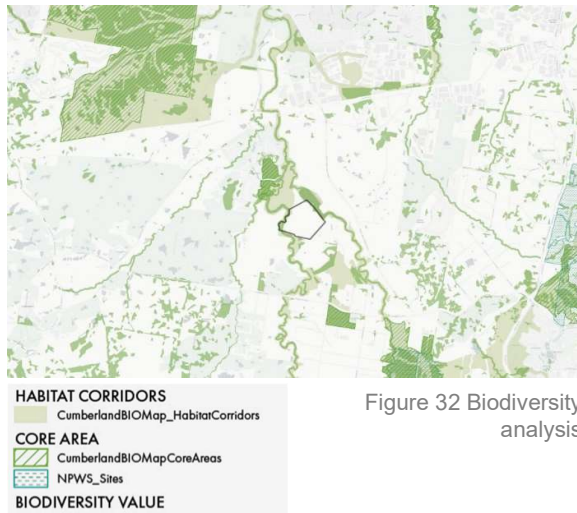 HABITAT CORRIDORS
CumberlandBIOMap_HabitatCorridors
CORE AREA
CumberlandBIOMapCoreAreas
NPWS_Sites
BIODIVERSITY VALUE
Figure 32 Biodiversity
analysis